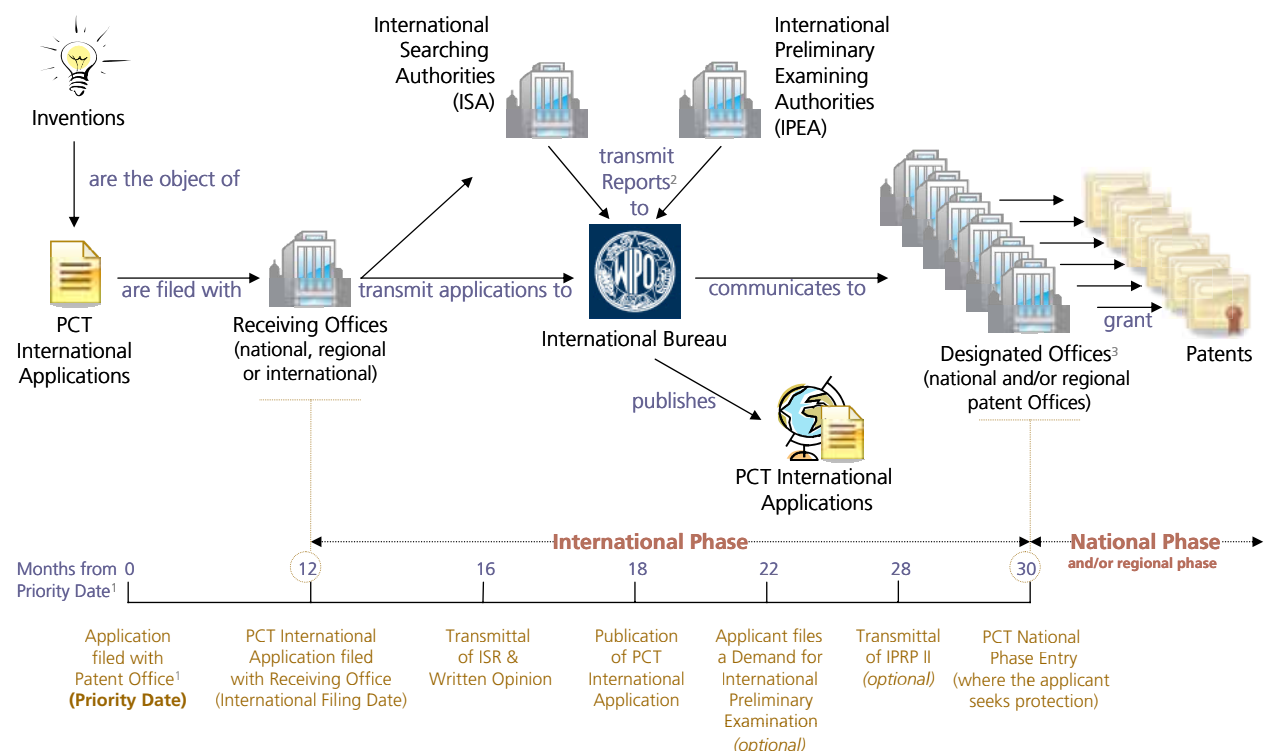 International
Searching
Authorities
(ISA)
International
Preliminary
Examining
Authorities
(IPEA)
Inventions
are the object of
transmit
Reports²
to
WIPO
PCT
International
Applications
are filed with
Receiving Offices
(national, regional
or international)
transmit applications to
International Bureau
communicates to
Designated Offices³
(national and/or regional
patent Offices)
grant
Patents
publishes
PCT International
Applications
International Phase
National Phase
and/or regional phase
Months from
Priority Date¹
0
12
16
18
22
28
30
Application
filed with
Patent Office¹
(Priority Date)
PCT International
Application filed
with Receiving Office
(International Filing Date)
Transmittal
of ISR &
Written Opinion
Publication
of PCT
International
Application
Applicant files
a Demand for
International
Preliminary
Examination
(optional)
Transmittal
of IPRP II
(optional)
PCT National
Phase Entry
(where the applicant
seeks protection)